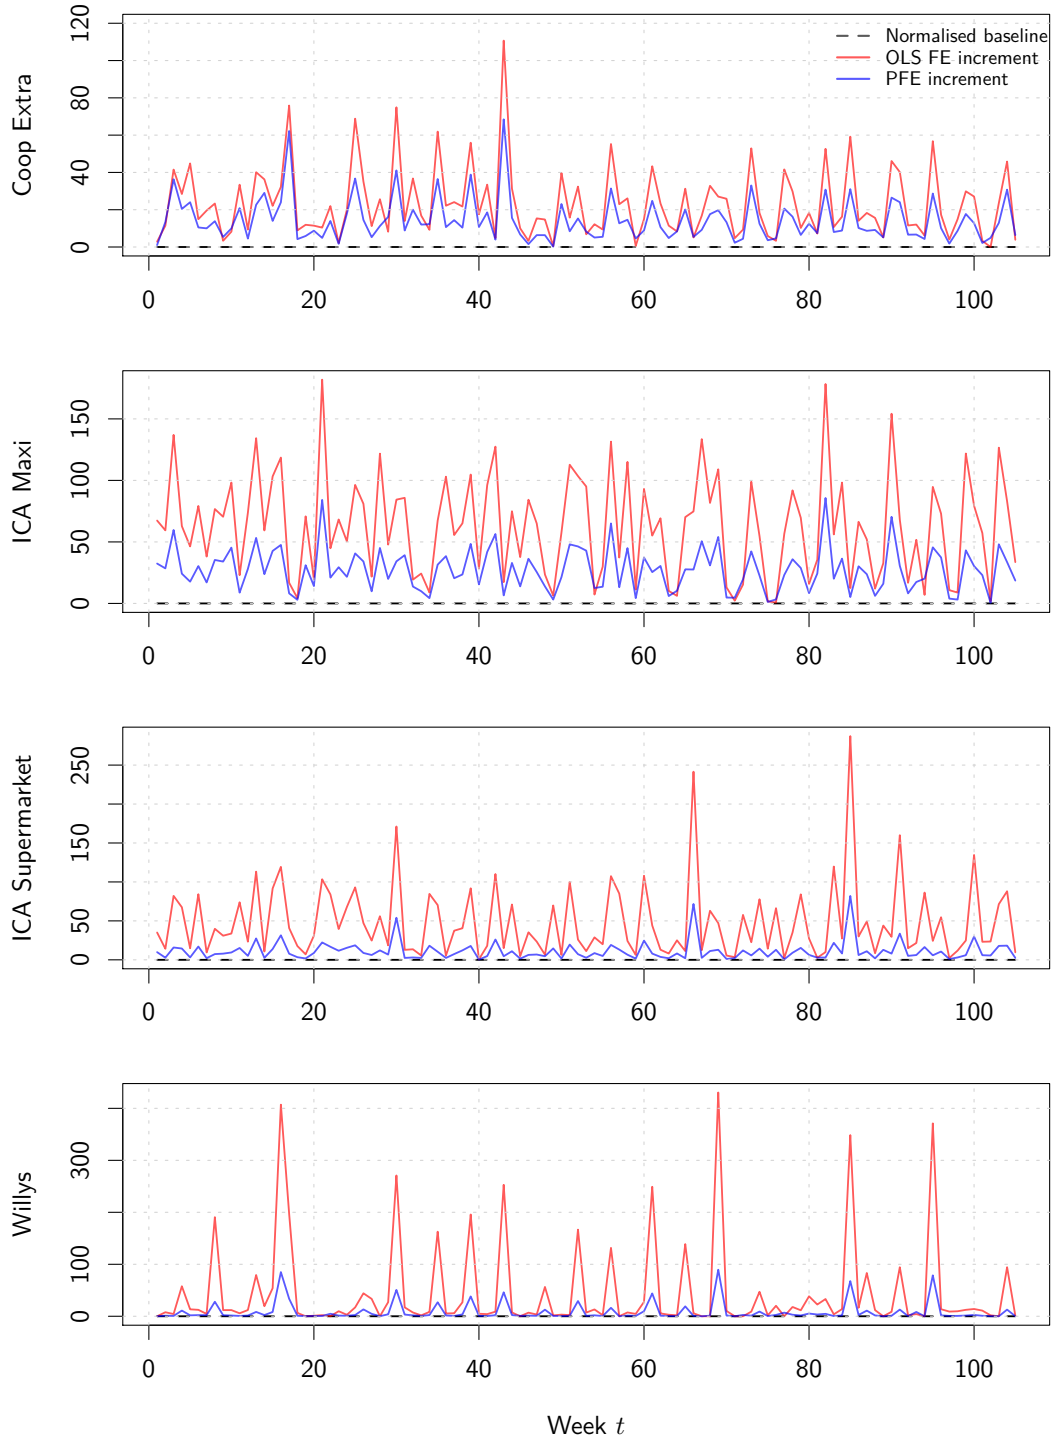 Coop Extra
0 40 80 120
Normalised baseline
OLS FE increment
PFE increment
0 20 40 60 80 100
ICA Maxi
0 50 100 150
0 20 40 60 80 100
ICA Supermarket
0 50 150 250
0 20 40 60 80 100
Willys
0 100 300
0 20 40 60 80 100
Week t